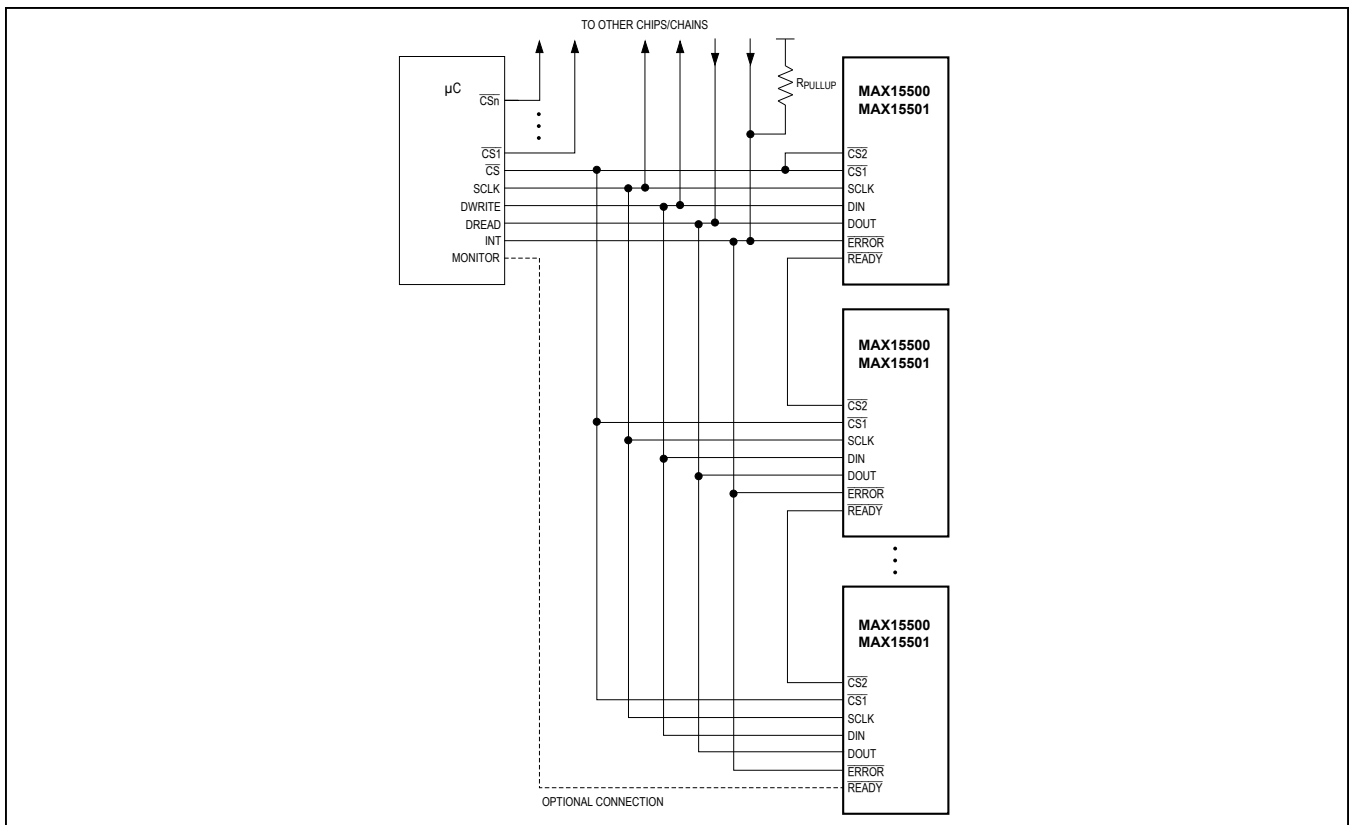 TO OTHER CHIPS/CHAINS
µC
CSn
CS1
CS
SCLK
DWRITE
DREAD
INT
MONITOR
RPULLUP
MAX15500
MAX15501
CS2
CS1
SCLK
DIN
DOUT
ERROR
READY
MAX15500
MAX15501
CS2
CS1
SCLK
DIN
DOUT
ERROR
READY
MAX15500
MAX15501
CS2
CS1
SCLK
DIN
DOUT
ERROR
READY
OPTIONAL CONNECTION